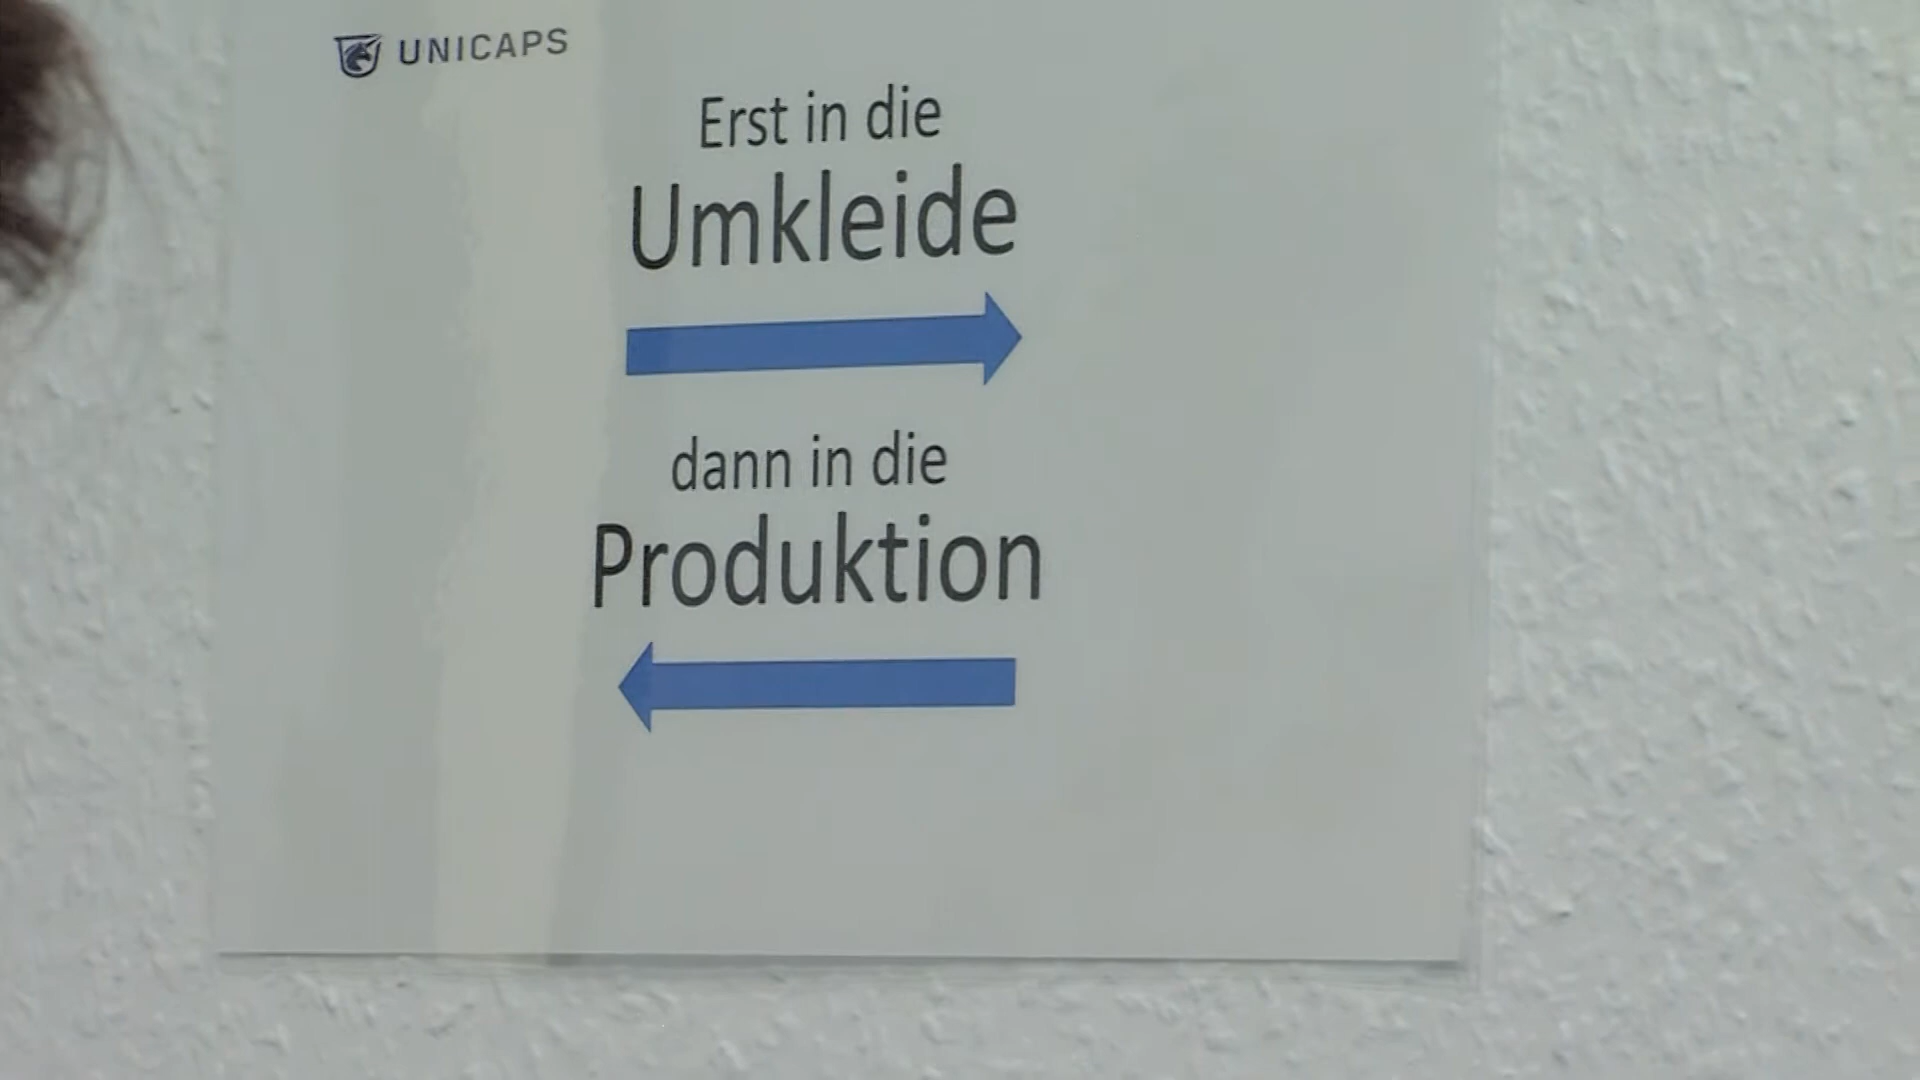 UNICAPS
Erst in die
Umkleide
dann in die
Produktion